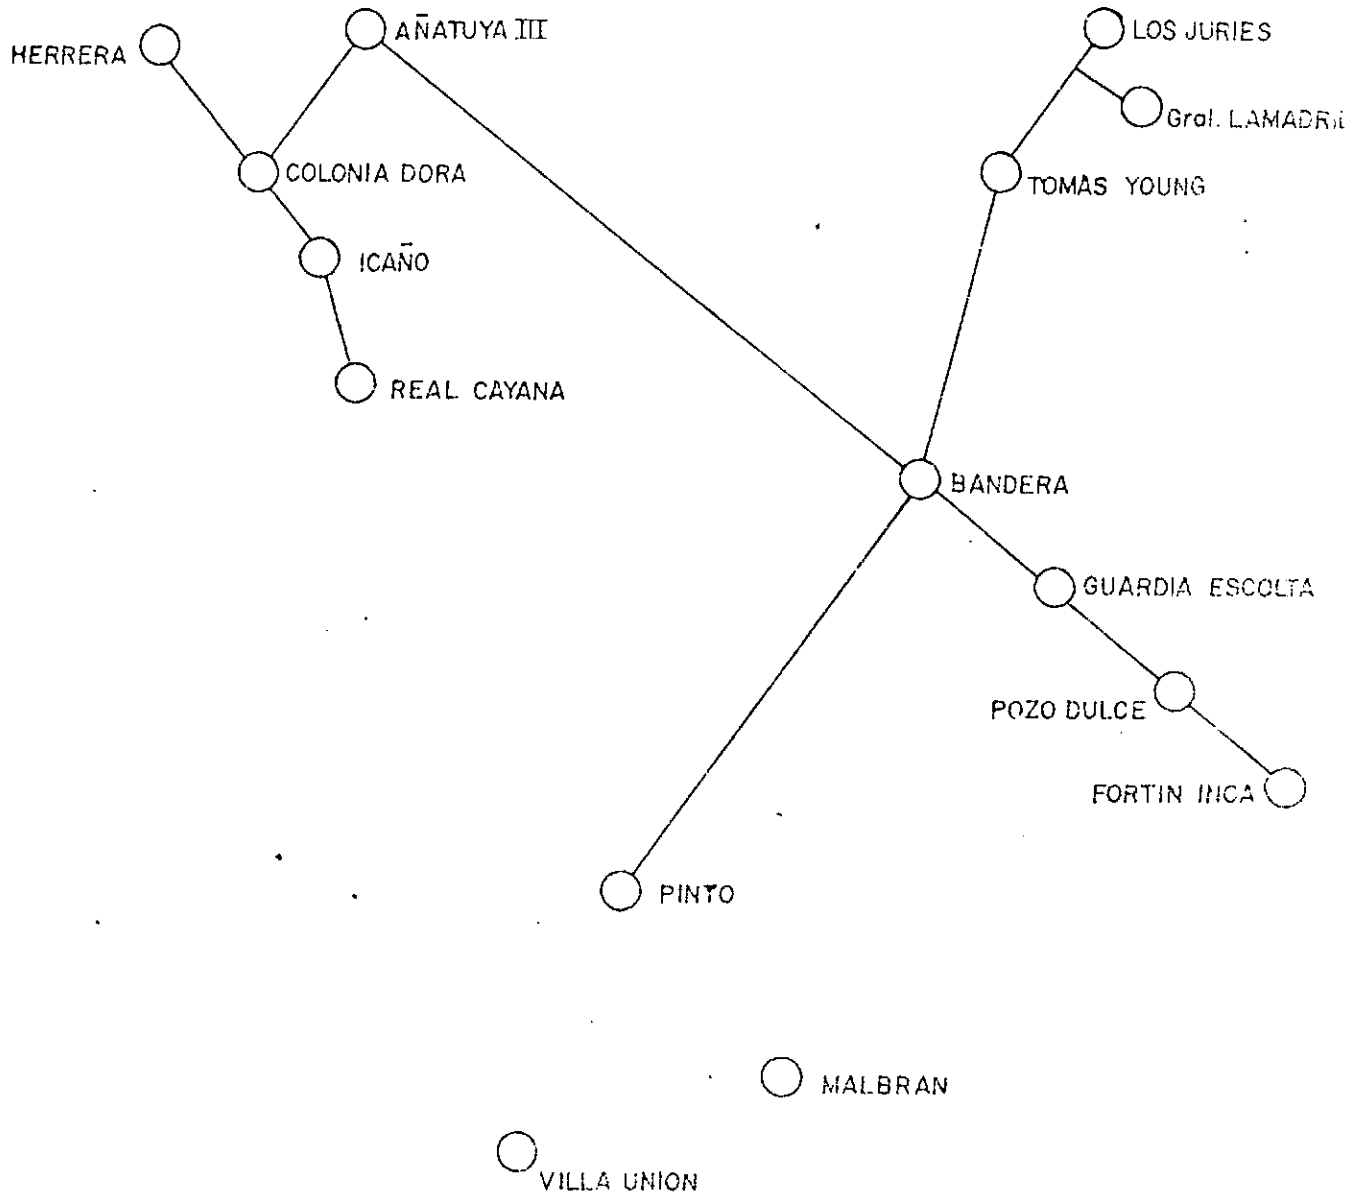 AÑATUYA III
LOS JURIES
HERRERA
Gral. LAMADRI
COLONIA DORA
TOMAS YOUNG
ICAÑO
REAL CAYANA
BANDERA
GUARDIA ESCOLTA
POZO DULCE
FORTIN INCA
PINTO
MALBRAN
VILLA UNION